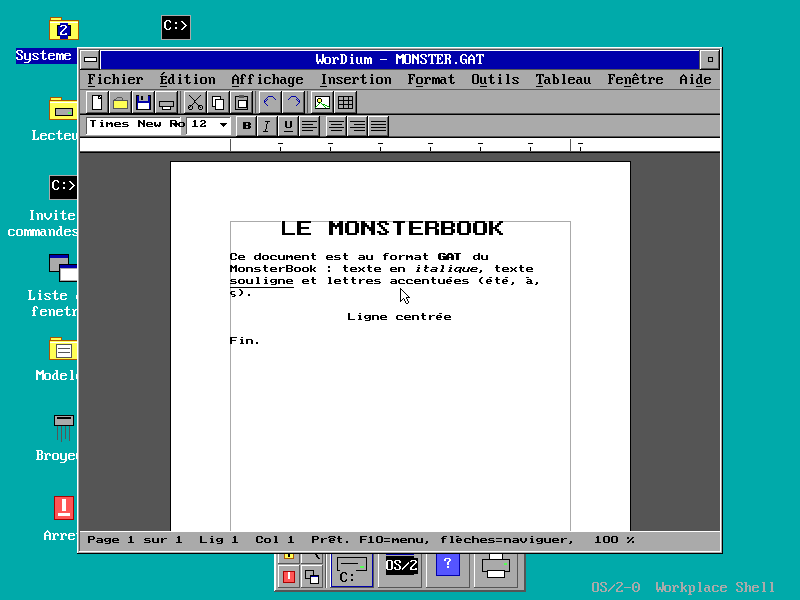 C:>
2
Systeme
WorDium - MONSTER.GAT
Fichier Édition Affichage Insertion Format Outils Tableau Fenêtre Aide
Times New Ro 12 B I U
Lecteu
C:>
Invite
commandes
Liste
fenetr
Model
Broye
Arre
LE MONSTERBOOK
Ce document est au format GAT du
MonsterBook : texte en italique, texte
souligne et lettres accentuées (été, à,
ç).
Ligne centrée
Fin.
Page 1 sur 1 Lig 1 Col 1 Prêt. F10=menu, flèches=naviguer, 100 %
C:
OS/2
?
OS/2-0 Workplace Shell